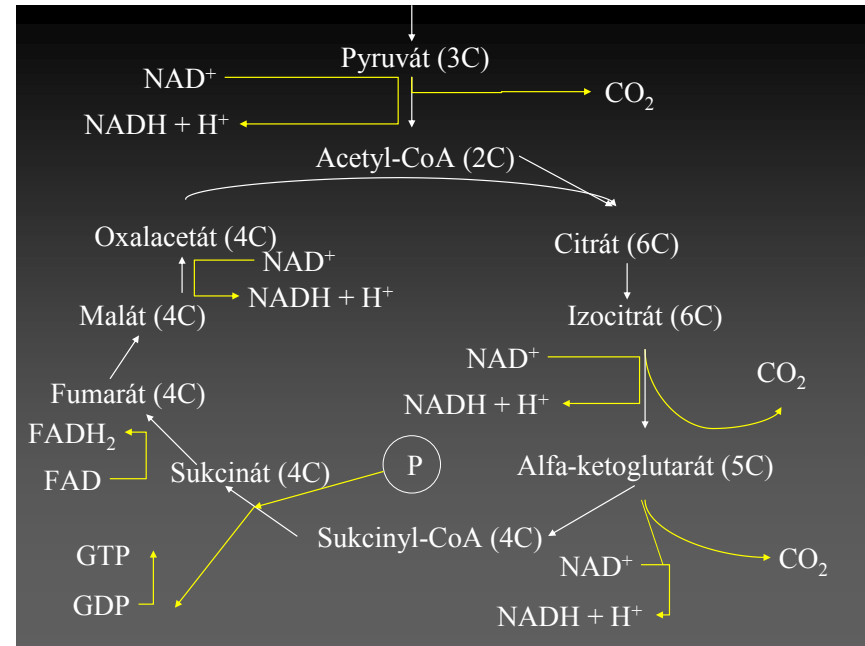 Pyruvát (3C)
NAD⁺
CO₂
NADH + H⁺
Acetyl-CoA (2C)
Oxalacetát (4C)
Citrát (6C)
NAD⁺
NADH + H⁺
Malát (4C)
Izocitrát (6C)
NAD⁺
CO₂
Fumarát (4C)
NADH + H⁺
FADH₂
P
Alfa-ketoglutarát (5C)
FAD
Sukcinát (4C)
Sukcinyl-CoA (4C)
GTP
NAD⁺
CO₂
GDP
NADH + H⁺